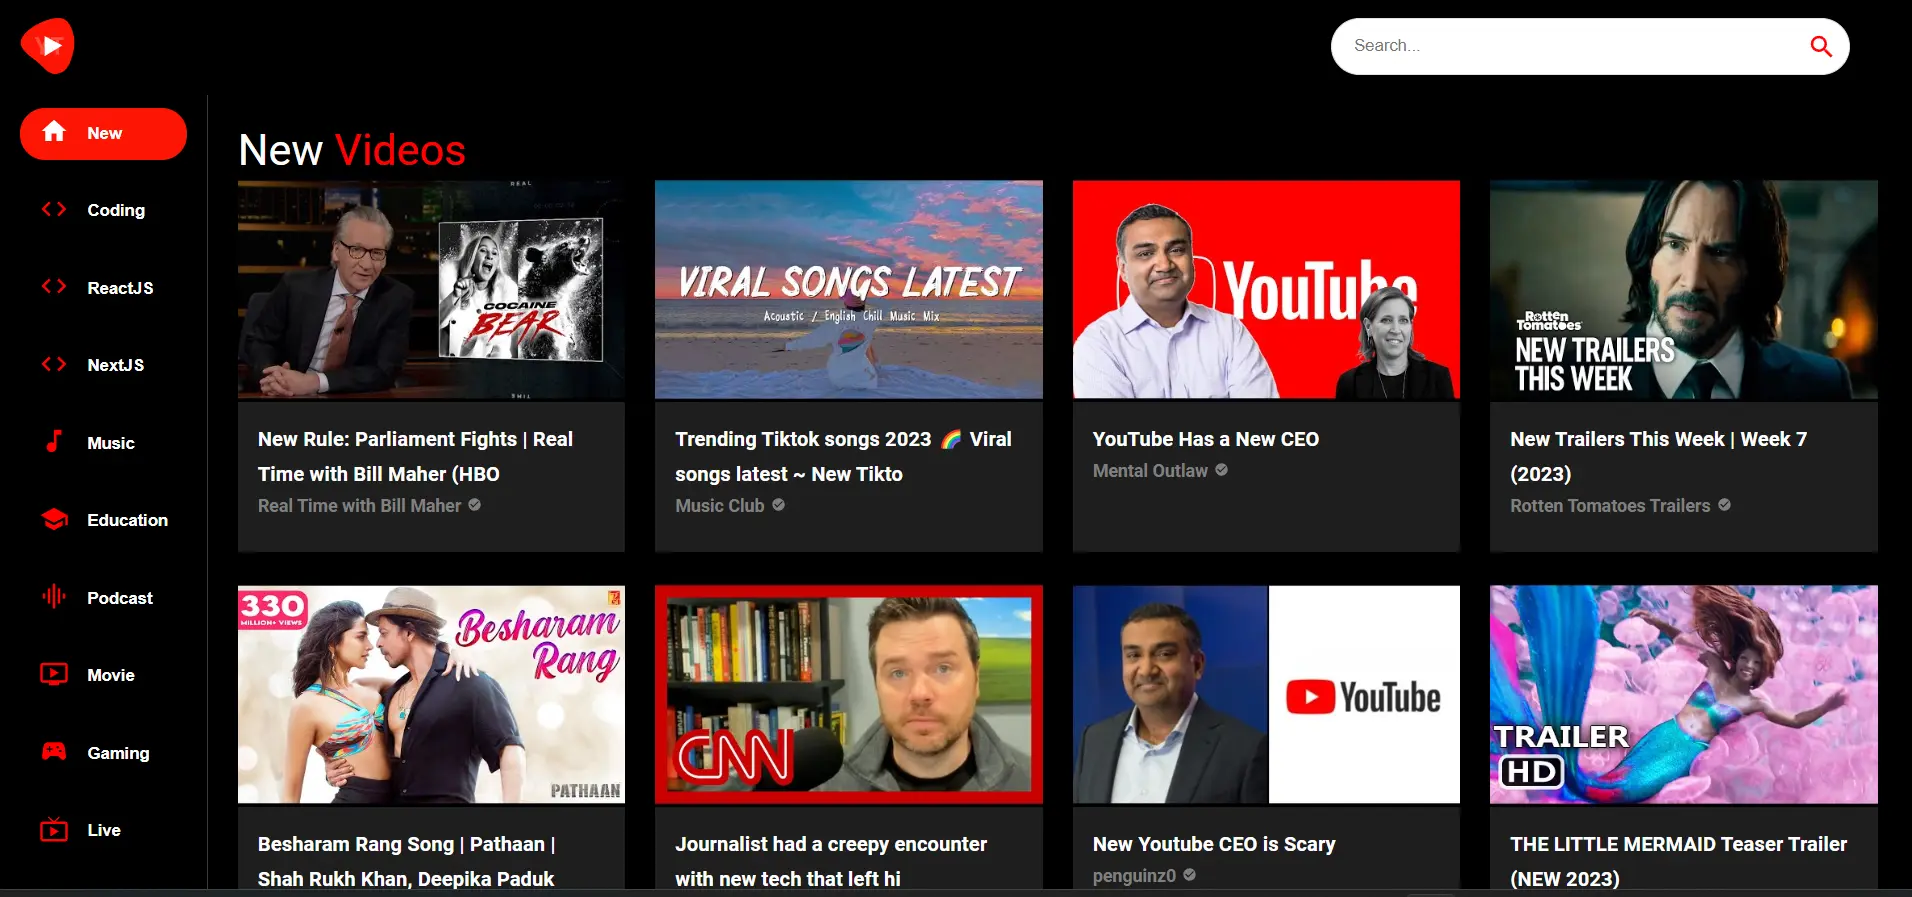 Search...
New
Coding
ReactJS
NextJS
Music
Education
Podcast
Movie
Gaming
Live
New Videos
REAL
COCAINE
BEAR
VIRAL SONGS LATEST
Acoustic / English Chill Music Mix
YouTube
Rotten
Tomatoes
NEW TRAILERS
THIS WEEK
New Rule: Parliament Fights | Real
Time with Bill Maher (HBO
Real Time with Bill Maher
Trending Tiktok songs 2023 🌈 Viral
songs latest ~ New Tikto
Music Club
YouTube Has a New CEO
Mental Outlaw
New Trailers This Week | Week 7
(2023)
Rotten Tomatoes Trailers
330
MILLION+ VIEWS
Besharam
Rang
PATHAAN
CNN
YouTube
TRAILER
HD
Besharam Rang Song | Pathaan |
Shah Rukh Khan, Deepika Paduk
Journalist had a creepy encounter
with new tech that left hi
New Youtube CEO is Scary
penguinz0
THE LITTLE MERMAID Teaser Trailer
(NEW 2023)